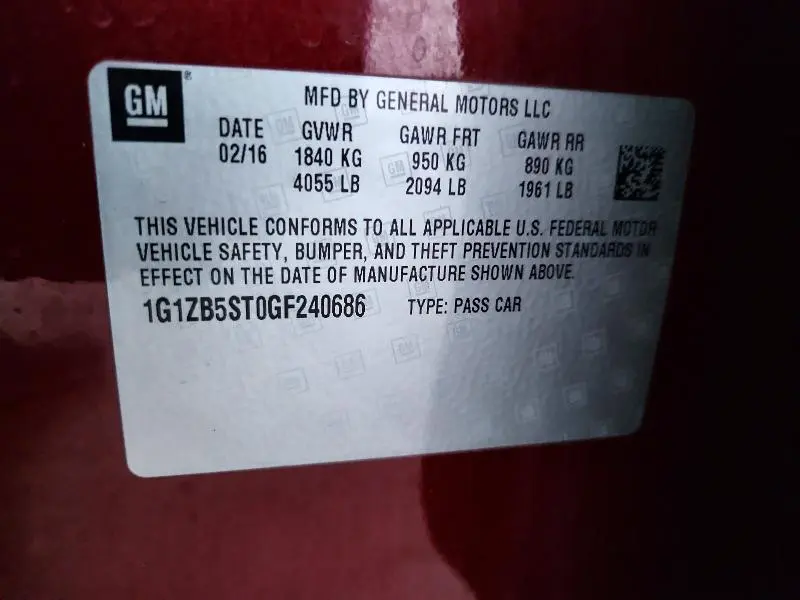 GM
MFD BY GENERAL MOTORS LLC
DATE GVWR GAWR FRT GAWR RR
02/16 1840 KG 950 KG 890 KG
4055 LB 2094 LB 1961 LB
THIS VEHICLE CONFORMS TO ALL APPLICABLE U.S. FEDERAL MOTOR
VEHICLE SAFETY, BUMPER, AND THEFT PREVENTION STANDARDS IN
EFFECT ON THE DATE OF MANUFACTURE SHOWN ABOVE.
1G1ZB5ST0GF240686 TYPE: PASS CAR